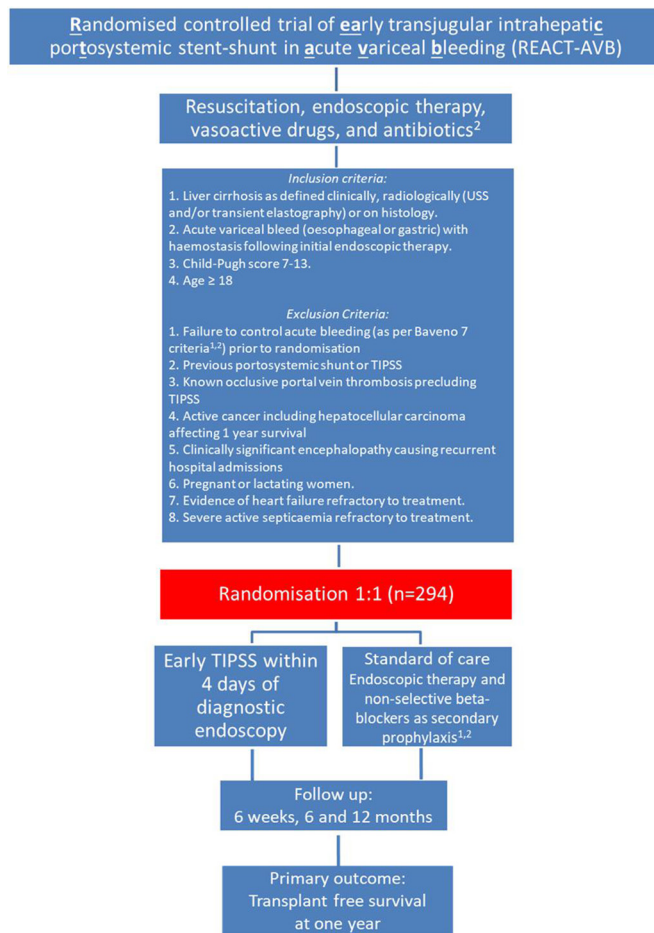 Randomised controlled trial of early transjugular intrahepatic
portosystemic stent-shunt in acute variceal bleeding (REACT-AVB)
Resuscitation, endoscopic therapy,
vasoactive drugs, and antibiotics2
Inclusion criteria:
1. Liver cirrhosis as defined clinically, radiologically (USS
and/or transient elastography) or on histology.
2. Acute variceal bleed (oesophageal or gastric) with
haemostasis following initial endoscopic therapy.
3. Child-Pugh score 7-13.
4. Age ≥ 18
Exclusion Criteria:
1. Failure to control acute bleeding (as per Baveno 7
criteria1,2) prior to randomisation
2. Previous portosystemic shunt or TIPSS
3. Known occlusive portal vein thrombosis precluding
TIPSS
4. Active cancer including hepatocellular carcinoma
affecting 1 year survival
5. Clinically significant encephalopathy causing recurrent
hospital admissions
6. Pregnant or lactating women.
7. Evidence of heart failure refractory to treatment.
8. Severe active septicaemia refractory to treatment.
Randomisation 1:1 (n=294)
Early TIPSS within
4 days of
diagnostic
endoscopy
Standard of care
Endoscopic therapy and
non-selective beta-
blockers as secondary
prophylaxis1,2
Follow up:
6 weeks, 6 and 12 months
Primary outcome:
Transplant free survival
at one year